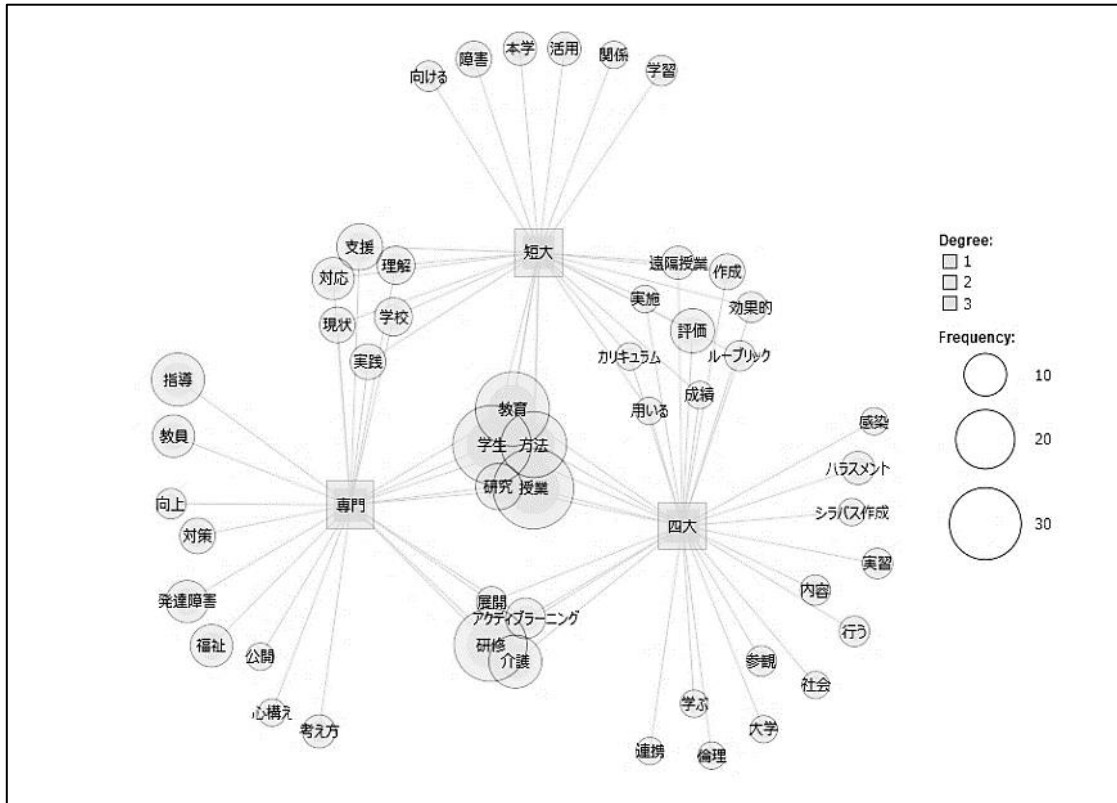 本学
活用
関係
障害
学習
向ける
支援
短大
理解
遠隔授業
作成
対応
実施
効果的
現状
学校
評価
カリキュラム
ルーブリック
実践
指導
成績
教育
用いる
教員
学生
方法
感染
ハラスメント
研究
授業
向上
専門
シラバス作成
四大
対策
実習
発達障害
展開
内容
アクティブラーニング
行う
福祉
公開
研修
介護
参観
社会
心構え
考え方
学ぶ
大学
連携
倫理
Degree:
1
2
3
Frequency:
10
20
30